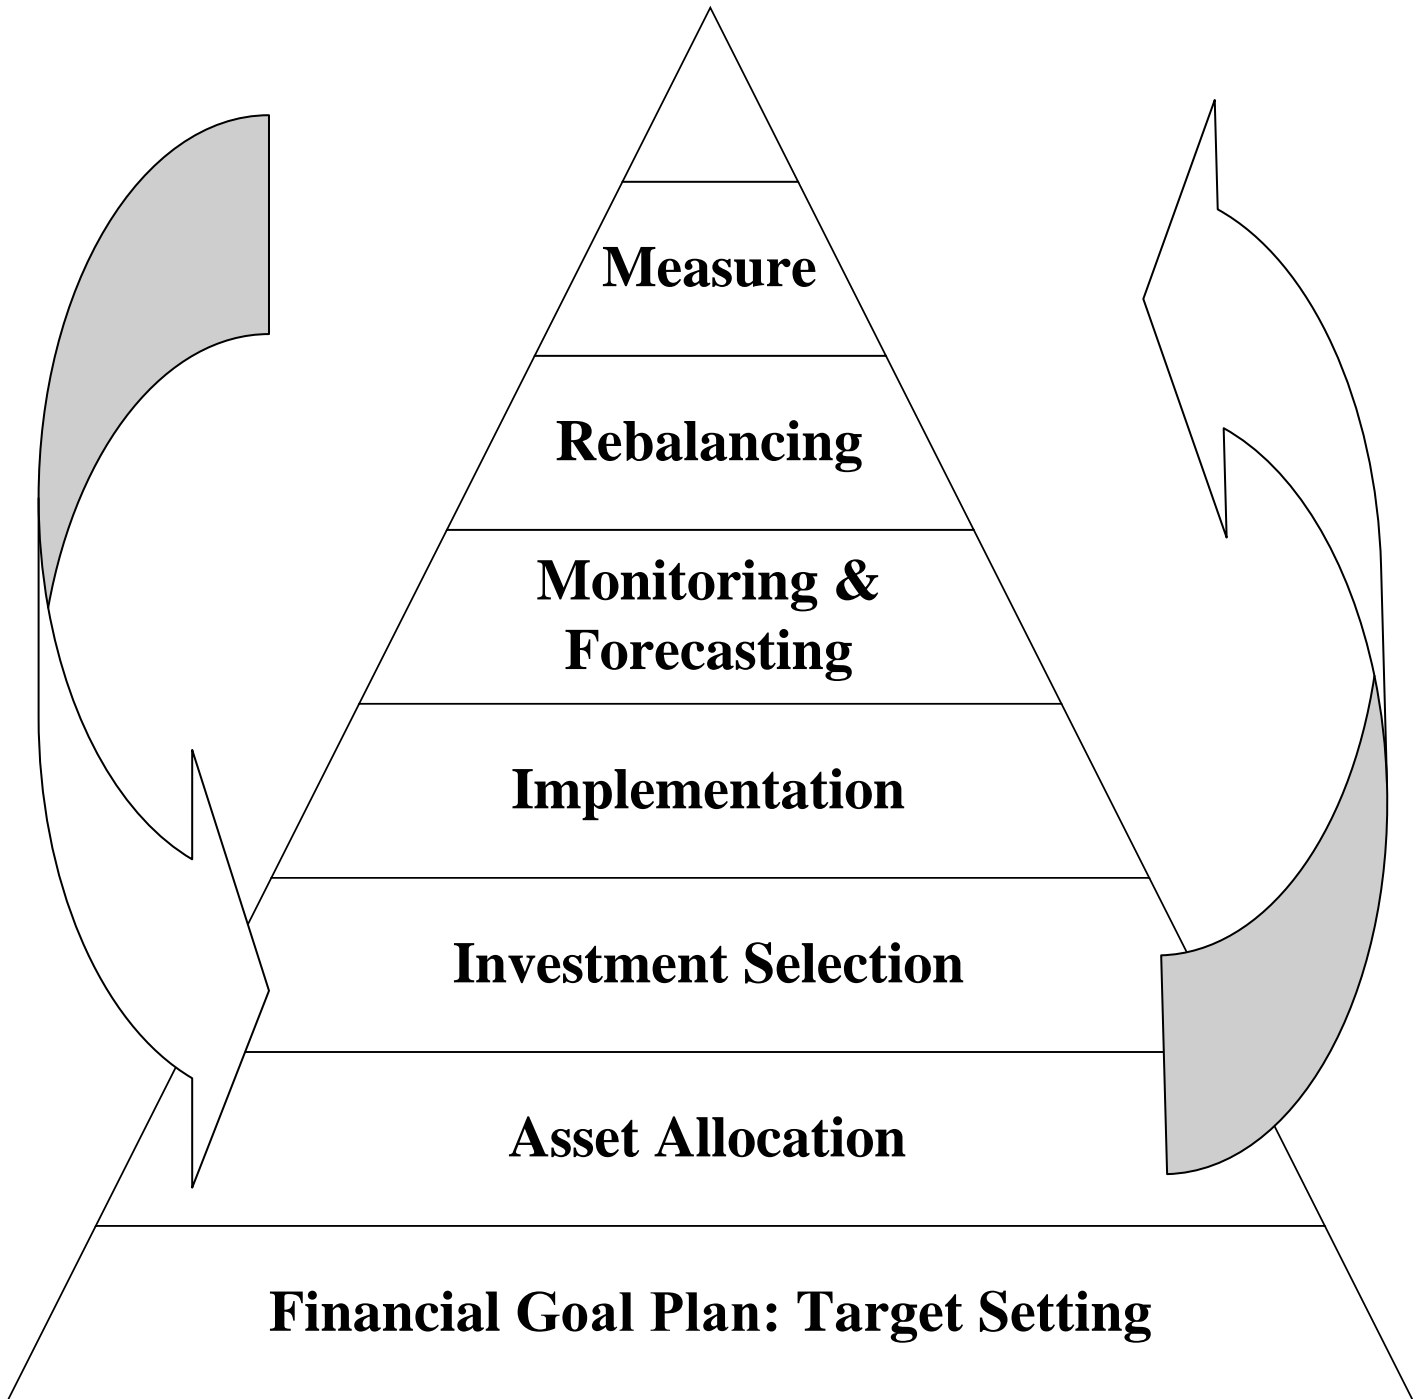 Measure
Rebalancing
Monitoring &
Forecasting
Implementation
Investment Selection
Asset Allocation
Financial Goal Plan: Target Setting